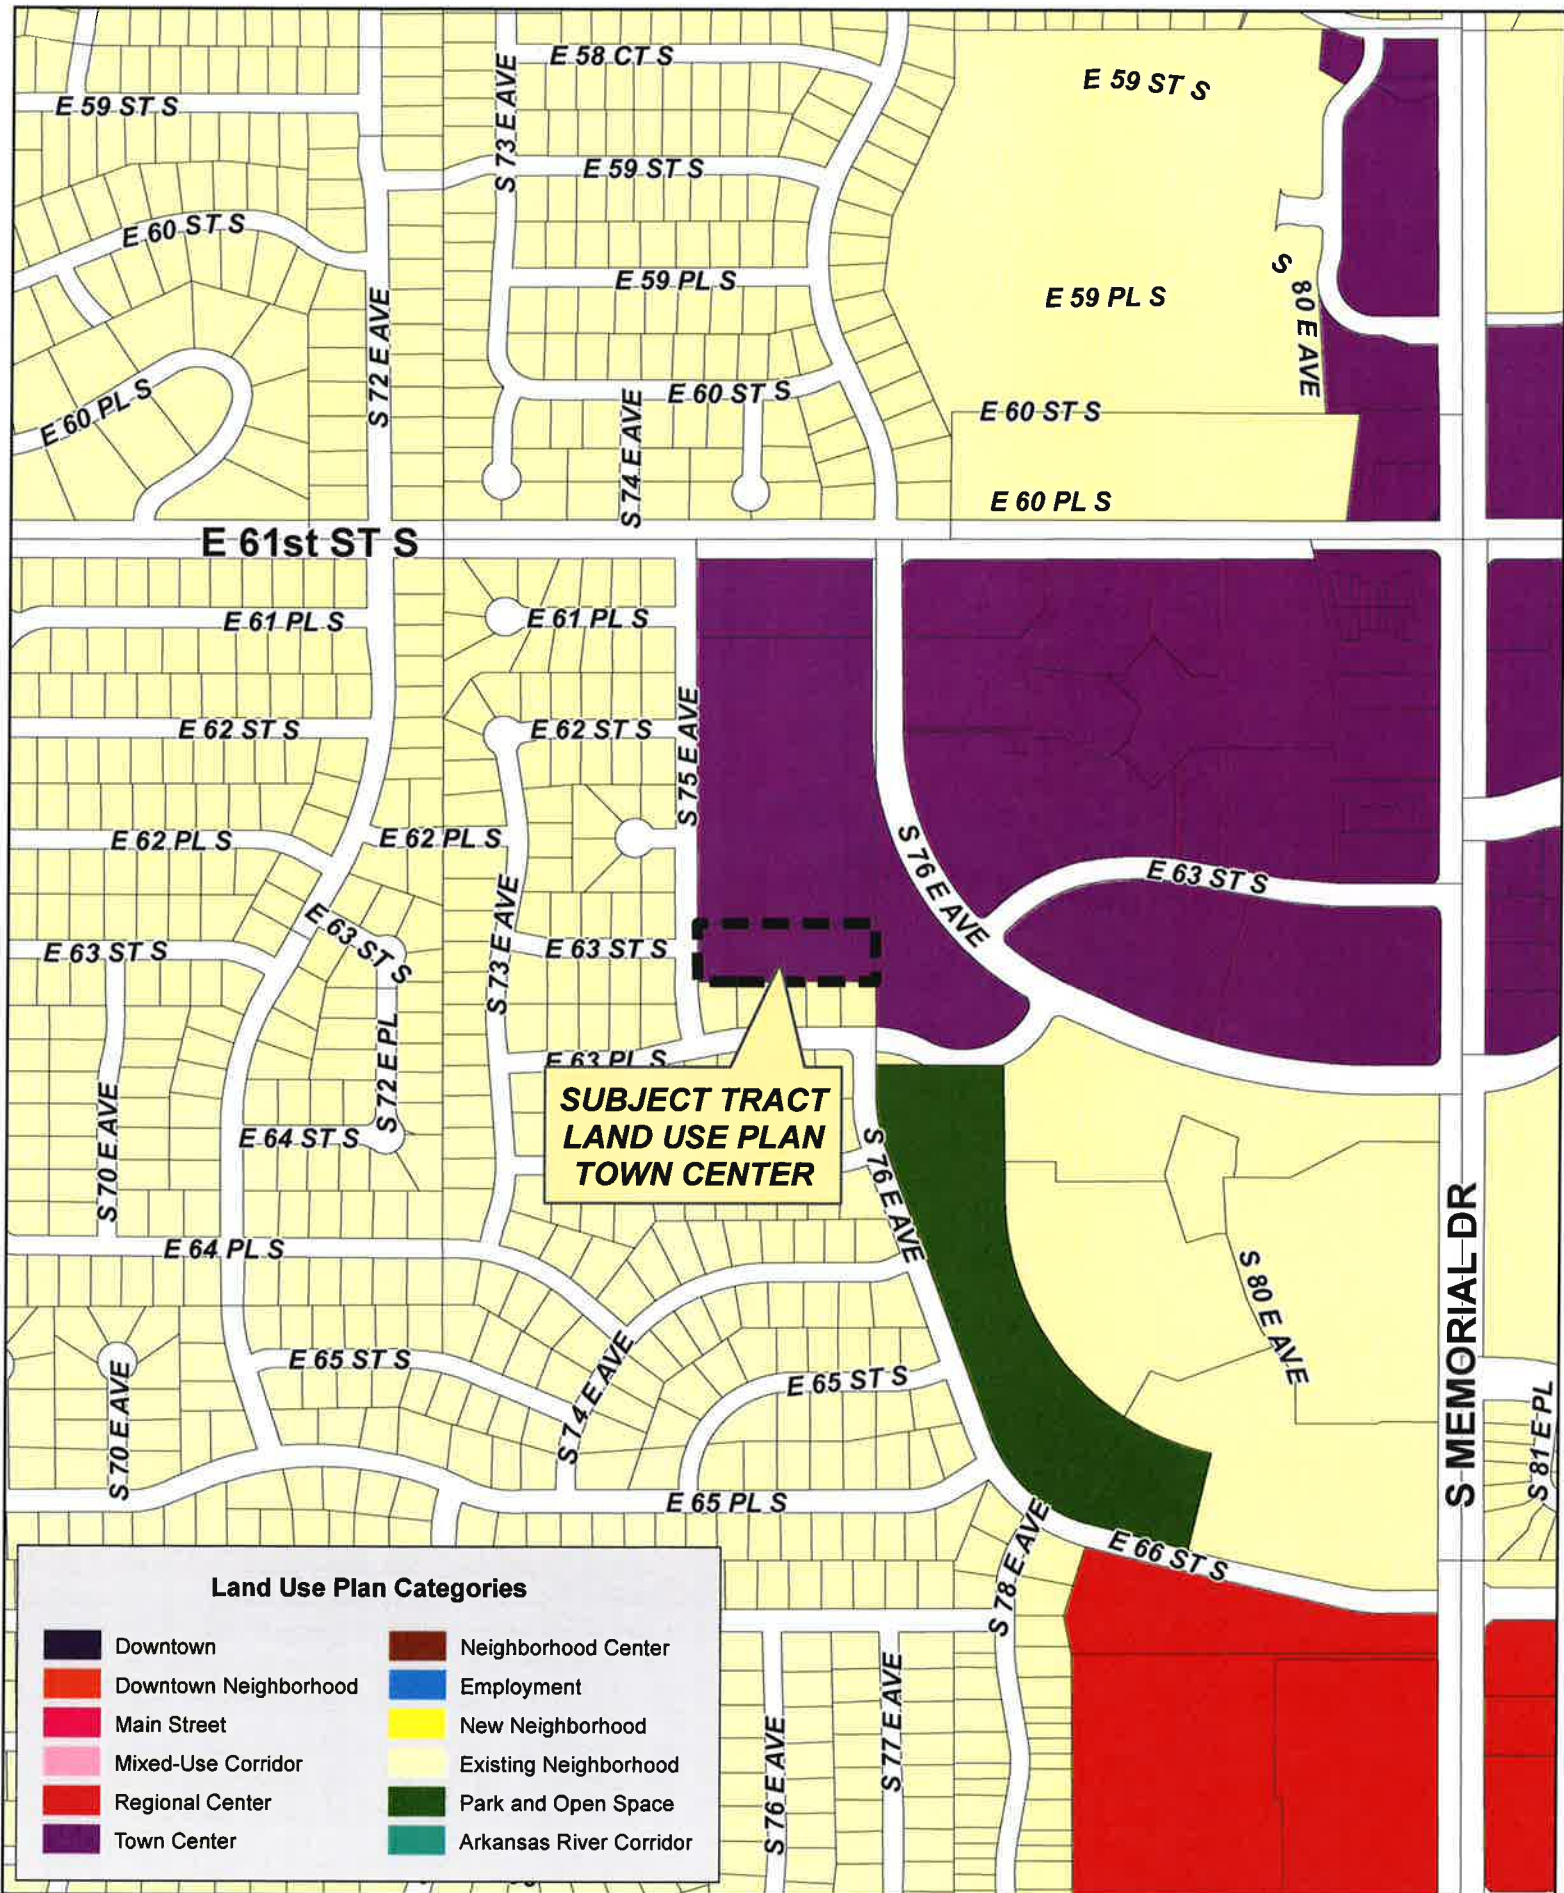 E 58 CT S
E 59 ST S
E 59 ST S
S 73 E AVE
E 59 ST S
E 60 ST S
S 80 E AVE
E 59 PL S
E 59 PL S
S 72 E AVE
E 60 ST S
E 60 PL S
S 74 E AVE
E 60 ST S
E 60 PL S
E 61st ST S
E 61 PL S
E 61 PL S
E 62 ST S
E 62 ST S
S 75 E AVE
E 62 PL S
E 62 PL S
S 76 E AVE
E 63 ST S
E 63 ST S
E 63 ST S
S 73 E AVE
E 63 ST S
S 72 E PL
E 63 PL S
SUBJECT TRACT
LAND USE PLAN
TOWN CENTER
S 70 E AVE
E 64 ST S
S 76 E AVE
E 64 PL S
S 80 E AVE
S MEMORIAL DR
E 65 ST S
S 74 E AVE
E 65 ST S
S 70 E AVE
S 81 E PL
E 65 PL S
S 78 E AVE
E 66 ST S
S 76 E AVE
S 77 E AVE
Land Use Plan Categories
Downtown
Downtown Neighborhood
Main Street
Mixed-Use Corridor
Regional Center
Town Center
Neighborhood Center
Employment
New Neighborhood
Existing Neighborhood
Park and Open Space
Arkansas River Corridor